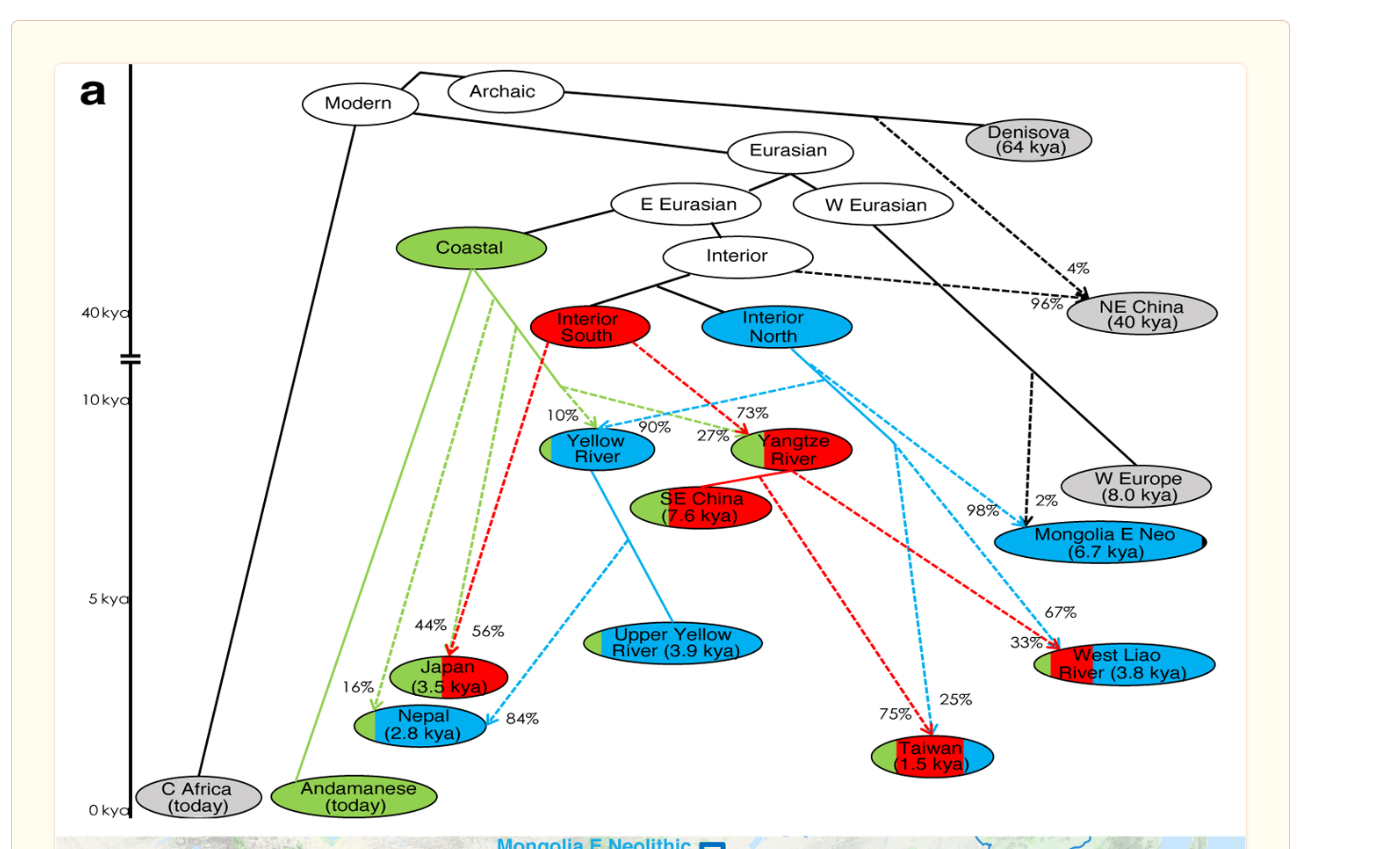 a
Modern
Archaic
Denisova
(64 kya)
Eurasian
E Eurasian
W Eurasian
Coastal
Interior
4%
96%
NE China
(40 kya)
40 kya
Interior
South
Interior
North
10 kya
10%
90%
73%
27%
Yellow
River
Yangtze
River
W Europe
(8.0 kya)
SE China
(7.6 kya)
98%
2%
Mongolia E Neo
(6.7 kya)
5 kya
44%
56%
Upper Yellow
River (3.9 kya)
67%
33%
West Liao
River (3.8 kya)
Japan
(3.5 kya)
16%
Nepal
(2.8 kya)
84%
75%
25%
Taiwan
(1.5 kya)
C Africa
(today)
Andamanese
(today)
0 kya
Mongolia E Neolithic